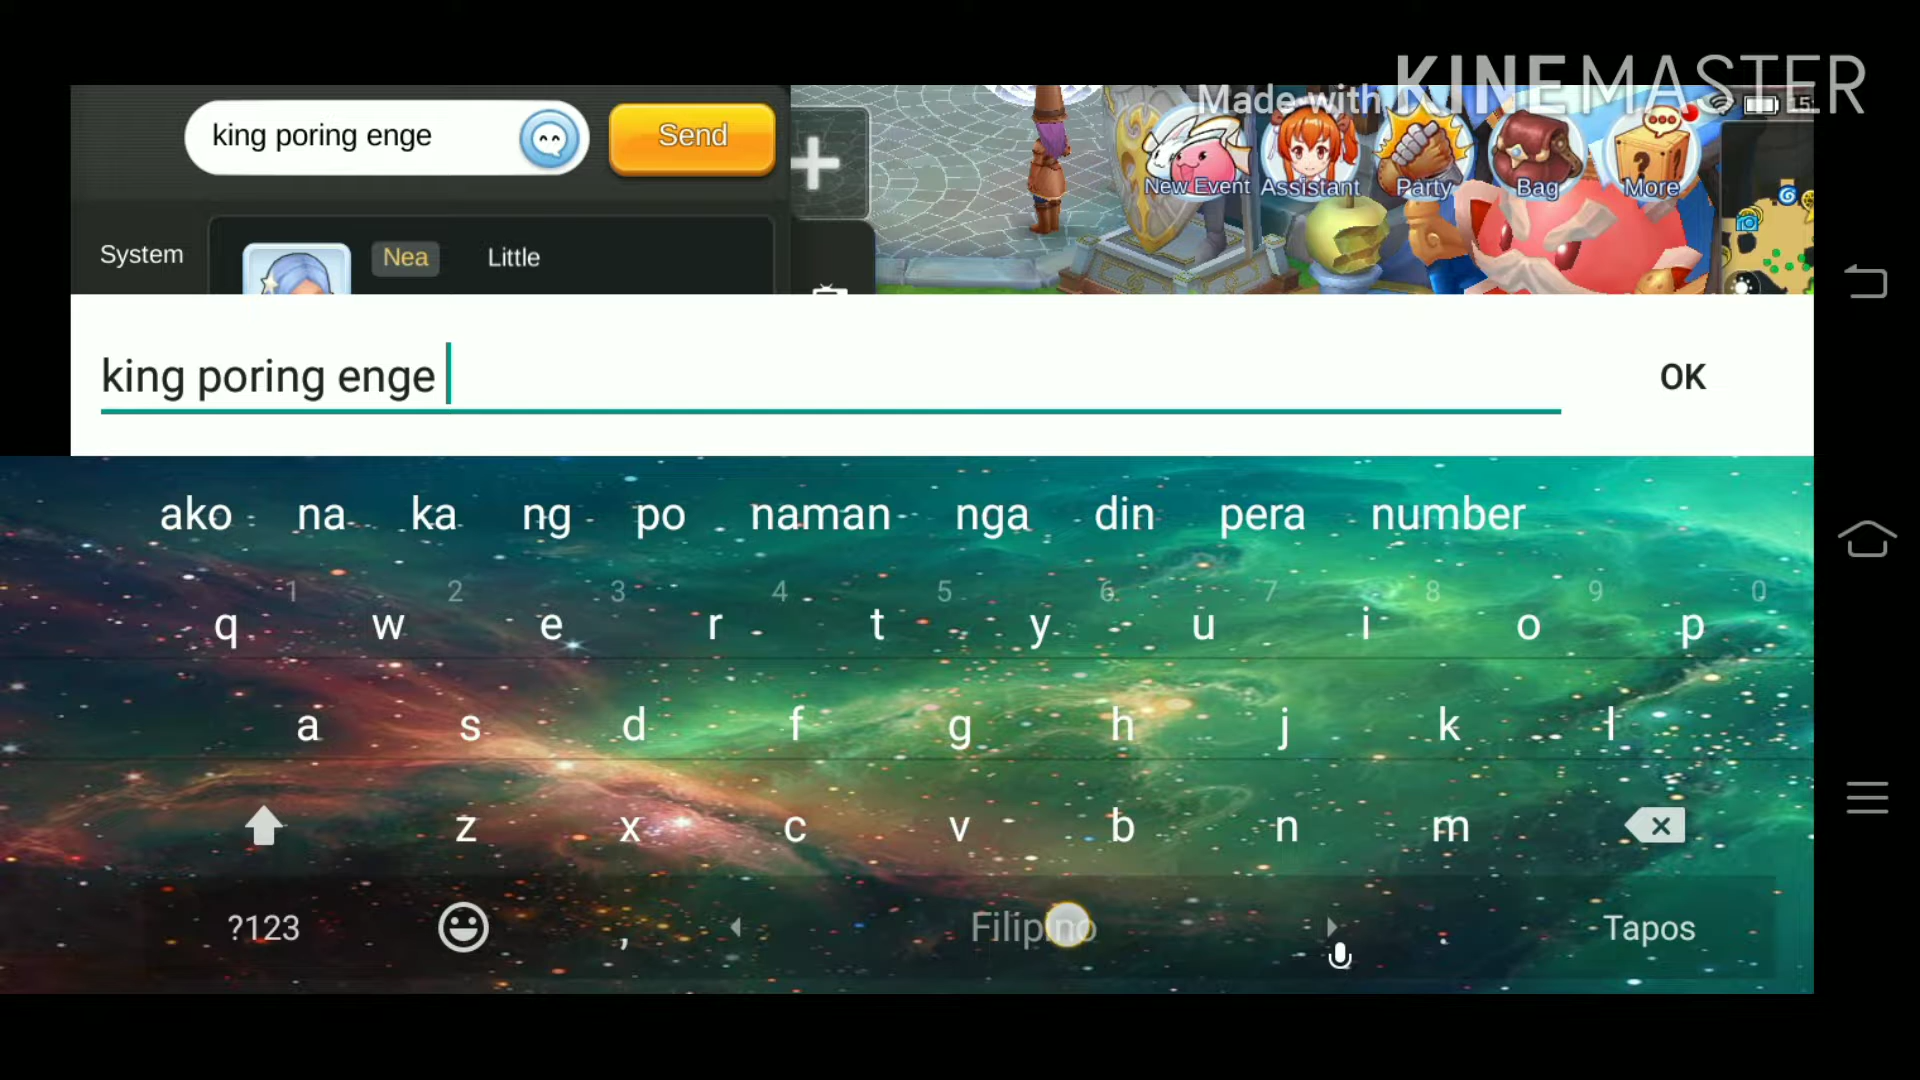 Made with KINEMASTER
king poring enge
Send
15:
New Event Assistant Party Bag More
System
Nea Little
king poring enge
OK
ako na ka ng po naman nga din pera number
1 2 3 4 5 6 7 8 9 0
q w e r t y u i o p
a s d f g h j k l
z x c v b n m
?123 , Filipino . Tapos